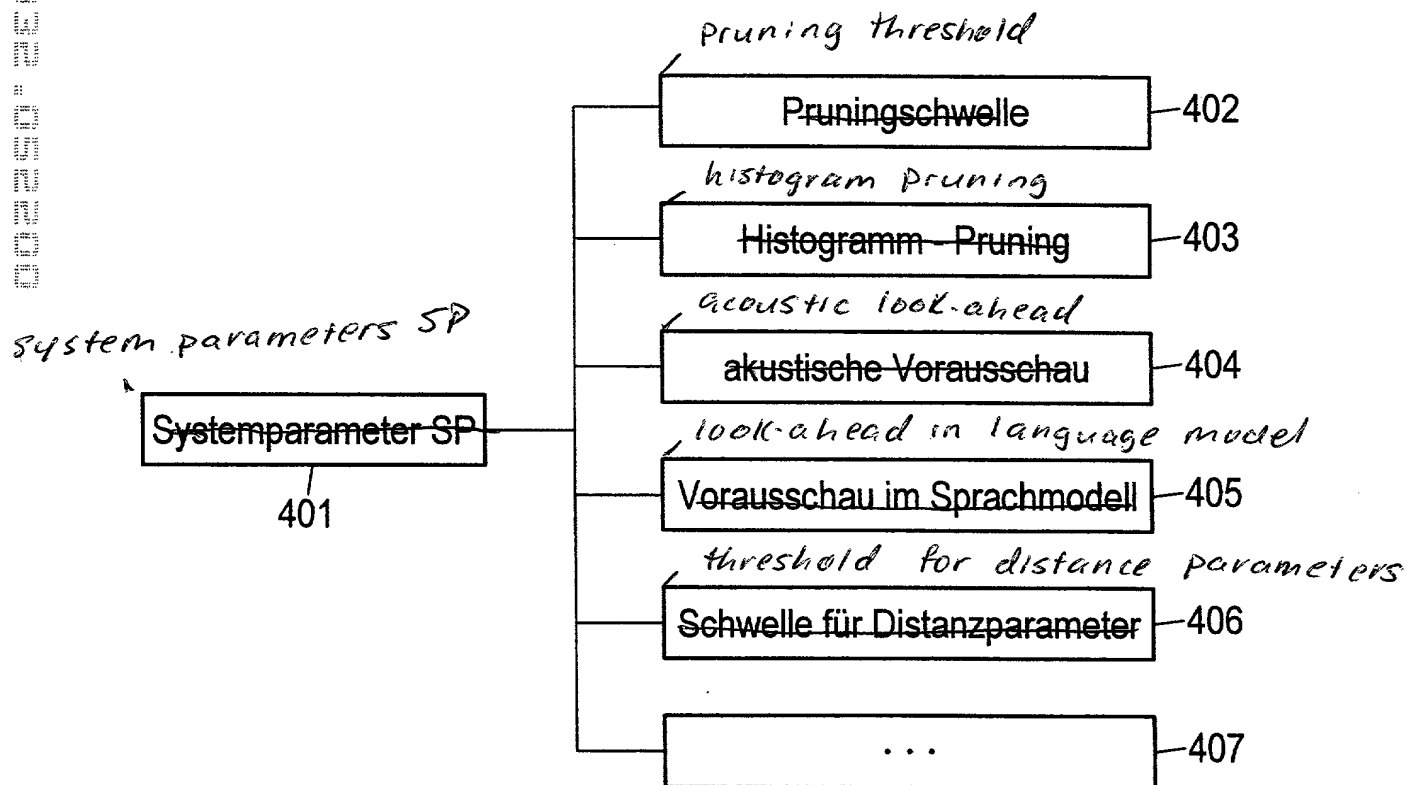 pruning threshold
Pruningschwelle 402
histogram pruning
Histogramm - Pruning 403
acoustic look-ahead
akustische Vorausschau 404
system parameters SP
look-ahead in language model
Systemparameter SP
Vorausschau im Sprachmodell 405
401
threshold for distance parameters
Schwelle für Distanzparameter 406
... 407